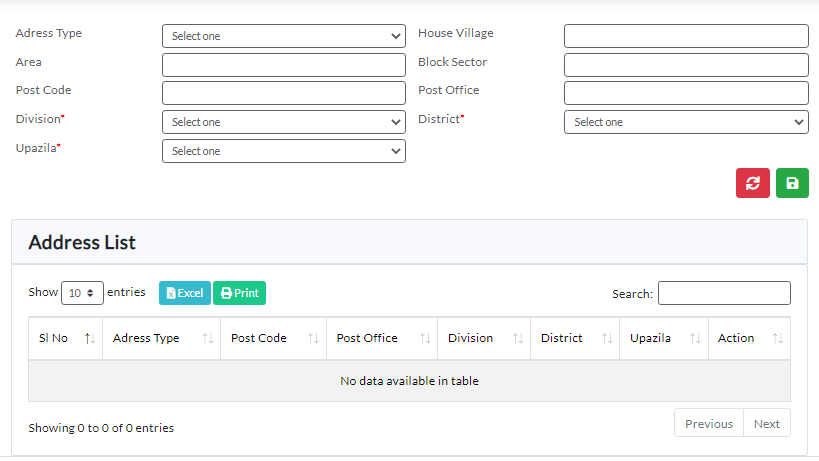 Adress Type Select one House Village
Area Block Sector
Post Code Post Office
Division* Select one District* Select one
Upazila* Select one
Address List
Show 10 entries Excel Print Search:
Sl No Adress Type Post Code Post Office Division District Upazila Action
No data available in table
Showing 0 to 0 of 0 entries Previous Next